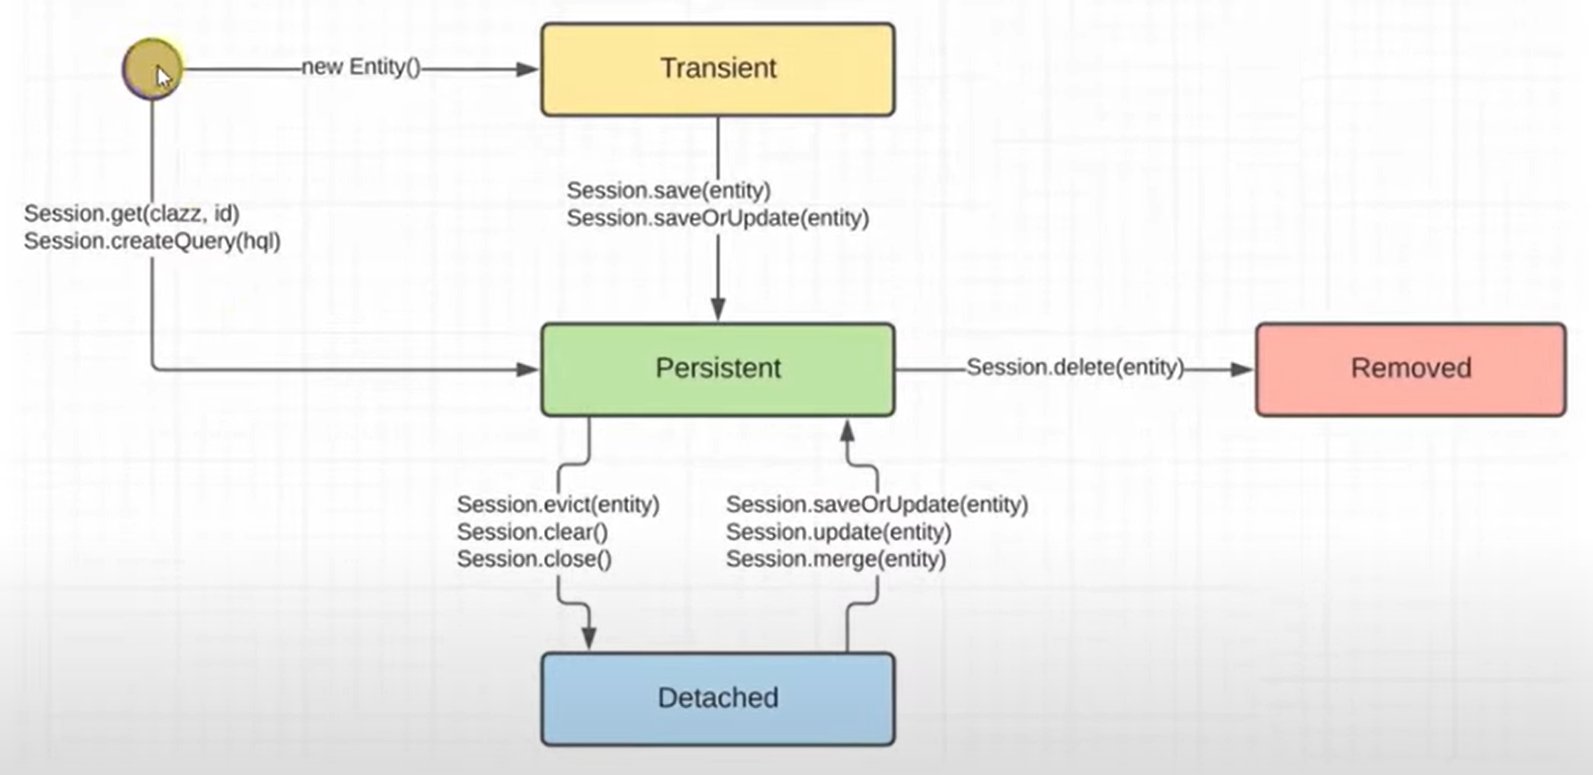 new Entity()
Transient
Session.get(clazz, id)
Session.createQuery(hql)
Session.save(entity)
Session.saveOrUpdate(entity)
Persistent
Session.delete(entity)
Removed
Session.evict(entity)
Session.clear()
Session.close()
Session.saveOrUpdate(entity)
Session.update(entity)
Session.merge(entity)
Detached